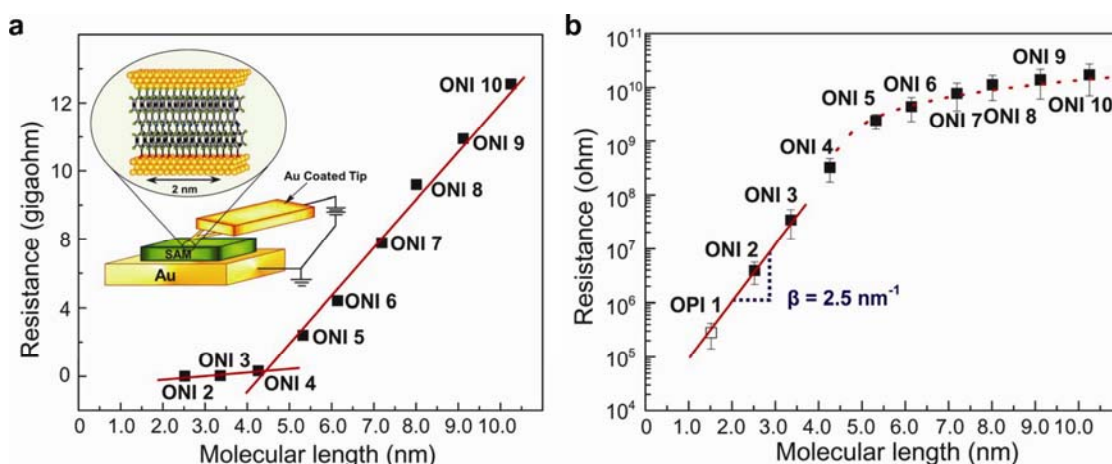 a
Resistance (gigaohm)
12
10
8
4
0
2 nm
Au Coated Tip
SAM
Au
ONI 10
ONI 9
ONI 8
ONI 7
ONI 6
ONI 5
ONI 3
ONI 4
ONI 2
0 1.0 2.0 3.0 4.0 5.0 6.0 7.0 8.0 9.0 10.0
Molecular length (nm)
b
Resistance (ohm)
10¹¹
10¹⁰
10⁹
10⁸
10⁷
10⁶
10⁵
10⁴
ONI 9
ONI 6
ONI 5
ONI 7
ONI 8
ONI 10
ONI 4
ONI 3
ONI 2
OPI 1
β = 2.5 nm⁻¹
0 1.0 2.0 3.0 4.0 5.0 6.0 7.0 8.0 9.0 10.0
Molecular length (nm)